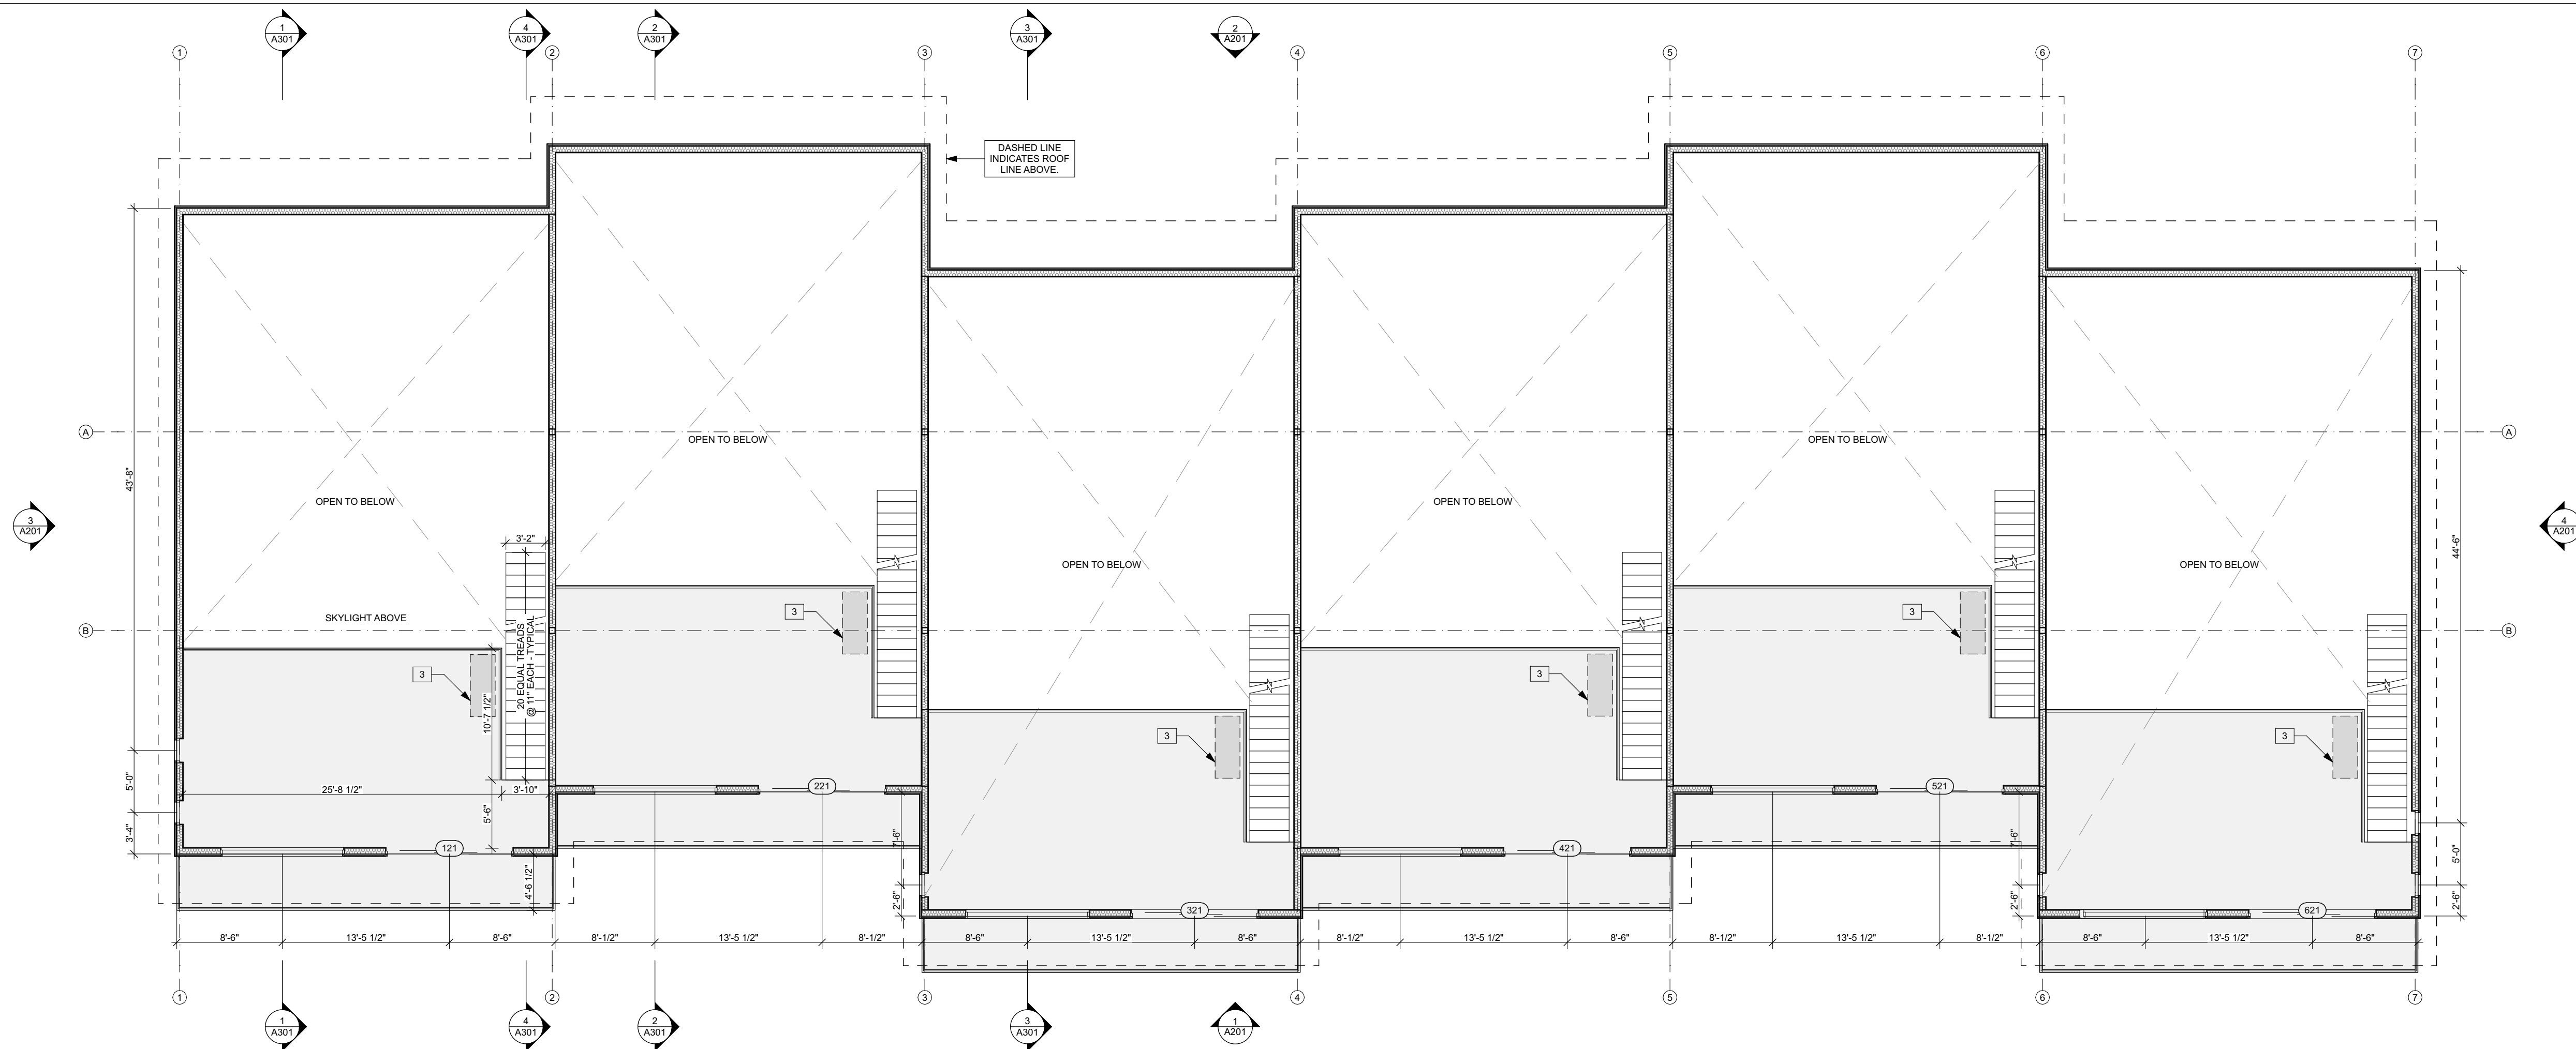 1
A301
4
A301
2
A301
3
A301
2
A201
1
2
3
4
5
6
7
DASHED LINE
INDICATES ROOF
LINE ABOVE.
A
A
OPEN TO BELOW
OPEN TO BELOW
43'-8"
OPEN TO BELOW
OPEN TO BELOW
3
A201
4
A201
3'-2"
44'-6"
OPEN TO BELOW
OPEN TO BELOW
SKYLIGHT ABOVE
B
B
3
3
20 EQUAL TREADS
@ 11" EACH - TYPICAL
3
3
10'-7 1/2"
3
3
5'-0"
25'-8 1/2"
3'-10"
221
521
5'-6"
3'-4"
7'-6"
7'-6"
121
421
5'-0"
4'-6 1/2"
2'-6"
2'-6"
2'-6"
321
621
8'-6"
13'-5 1/2"
8'-6"
8'-1/2"
13'-5 1/2"
8'-1/2"
8'-6"
13'-5 1/2"
8'-6"
8'-1/2"
13'-5 1/2"
8'-6"
8'-1/2"
13'-5 1/2"
8'-1/2"
8'-6"
13'-5 1/2"
8'-6"
1
2
3
4
5
6
7
1
A301
4
A301
2
A301
3
A301
1
A201